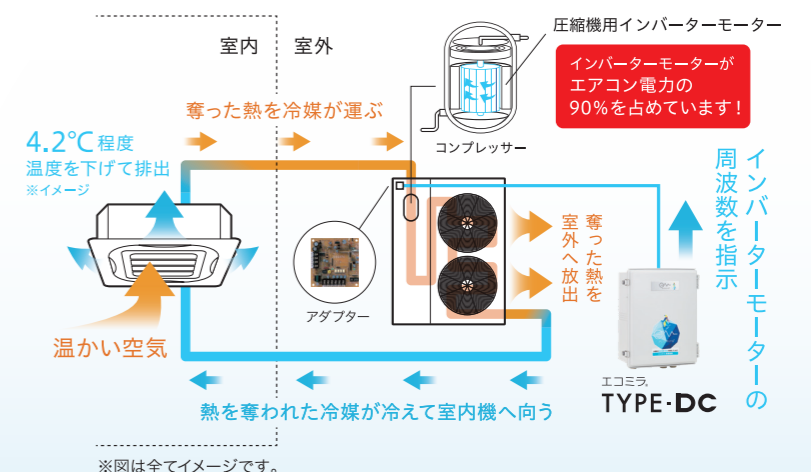 圧縮機用インバーターモーター
室内
室外
インバーターモーターが
エアコン電力の
90%を占めています!
奪った熱を冷媒が運ぶ
4.2℃程度
温度を下げて排出
※イメージ
コンプレッサー
インバーターモーターの
周波数を指示
奪った熱を
室外へ放出
アダプター
温かい空気
エコミラ®
TYPE-DC
熱を奪われた冷媒が冷えて室内機へ向う
※図は全てイメージです。